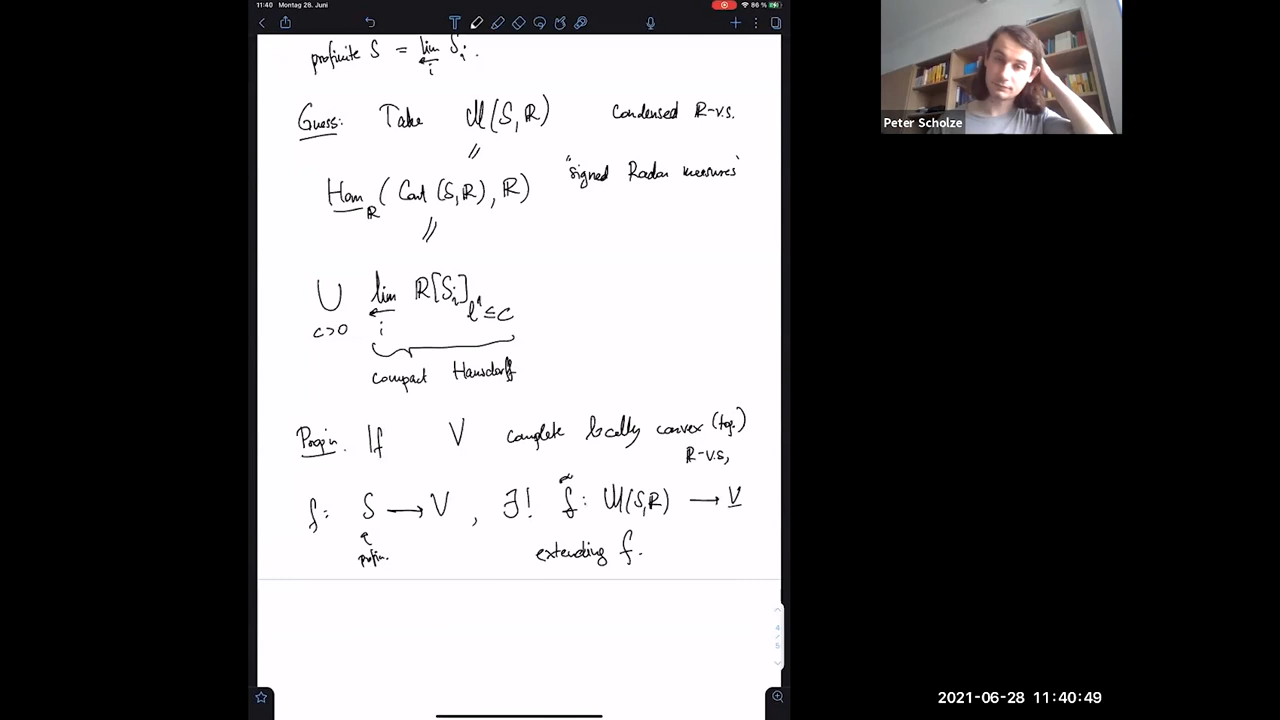 11:40 Montag 28. Juni
86 %
profinite S = lim S_i.
← i
Guess: Take M(S, ℝ) Condensed ℝ-v.s.
=
Hom_ℝ (Cont(S, ℝ), ℝ) "signed Radon measures"
=
∪ lim ℝ[S_i]_{ℓ¹ ≤ c}
c>0 ← i
compact Hausdorff
Prop'n. If V complete locally convex (top.)
ℝ-v.s,
f: S → V, ∃! f̃: M(S, ℝ) → V
↑
profin. extending f.
4
/
5
Peter Scholze
2021-06-28 11:40:49